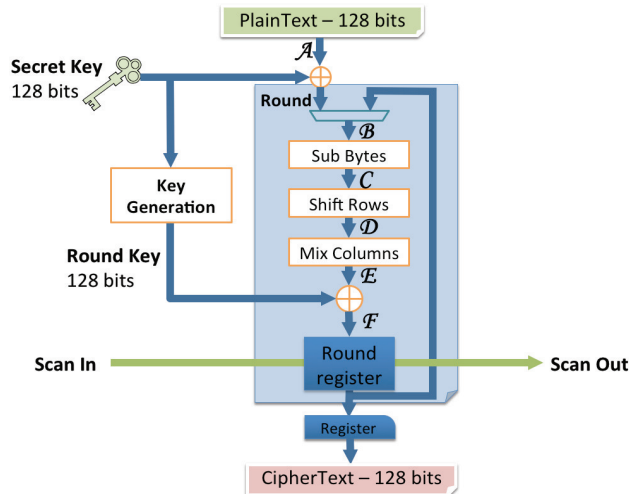 PlainText – 128 bits
𝒜
Secret Key
128 bits
Round
ℬ
Sub Bytes
𝒞
Key
Generation
Shift Rows
𝒟
Mix Columns
Round Key
128 bits
ℰ
ℱ
Scan In
Round
register
Scan Out
Register
CipherText – 128 bits